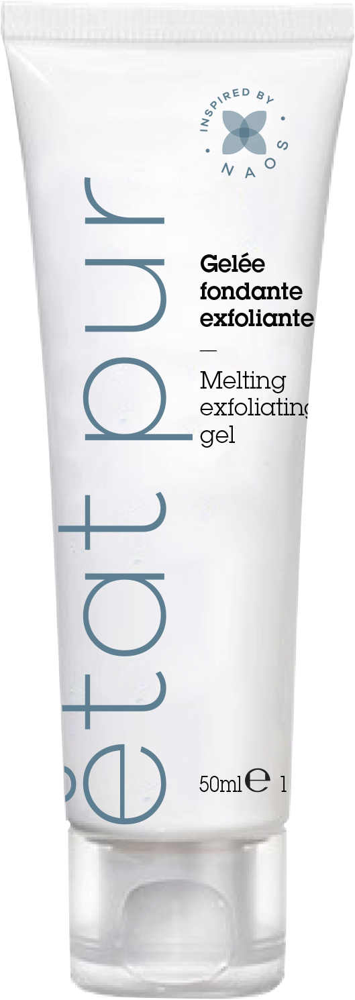 INSPIRED BY
NAOS
état pur
Gelée
fondante
exfoliante
—
Melting
exfoliating
gel
50ml ℮ 1